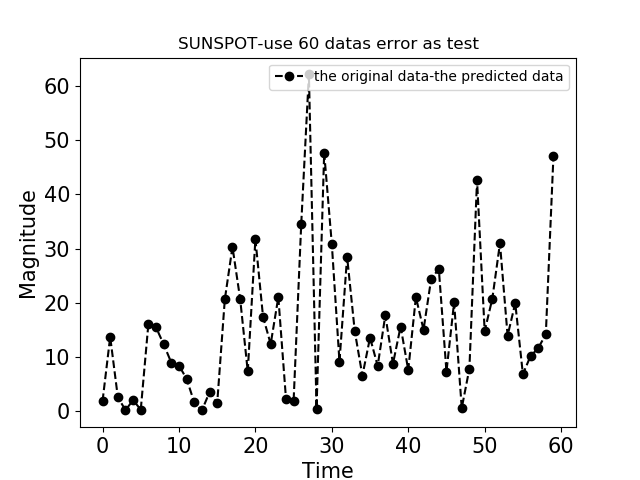 SUNSPOT-use 60 datas error as test
the original data-the predicted data
60
50
40
30
20
10
0
Magnitude
0 10 20 30 40 50 60
Time